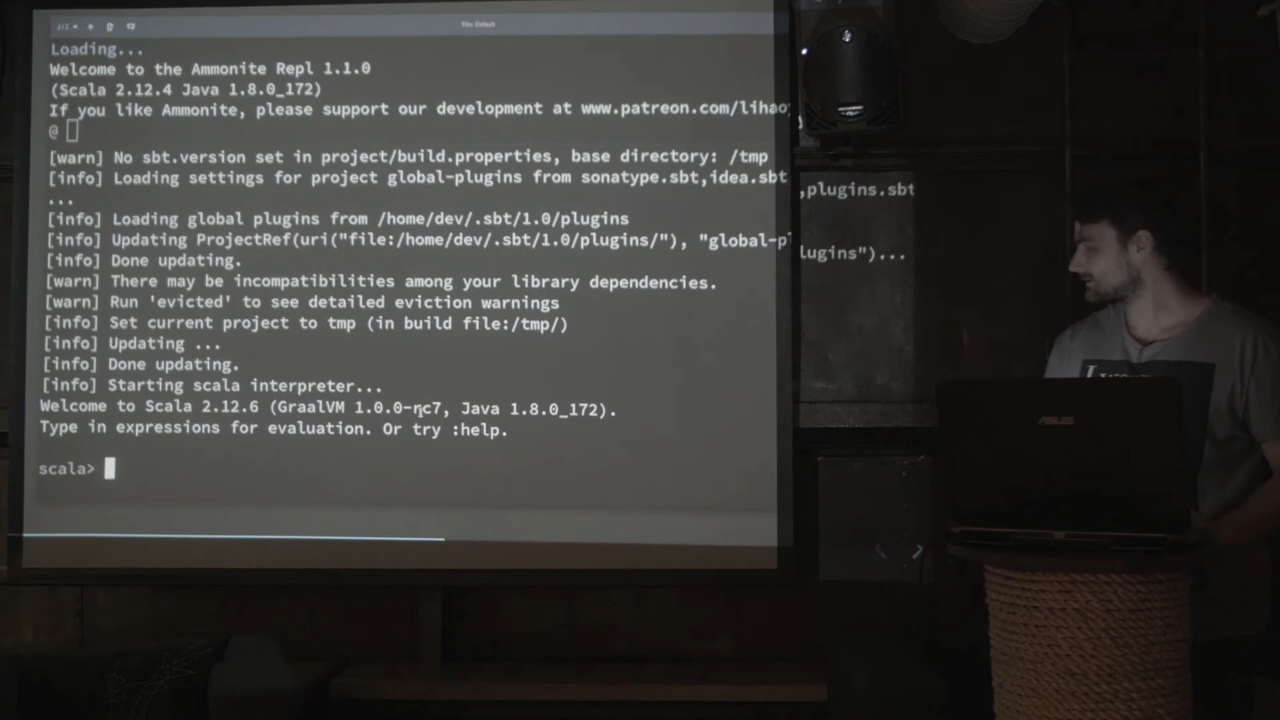 Tilix: Default
Loading...
Welcome to the Ammonite Repl 1.1.0
(Scala 2.12.4 Java 1.8.0_172)
If you like Ammonite, please support our development at www.patreon.com/lihao
@
[warn] No sbt.version set in project/build.properties, base directory: /tmp
[info] Loading settings for project global-plugins from sonatype.sbt,idea.sbt,plugins.sbt
...
[info] Loading global plugins from /home/dev/.sbt/1.0/plugins
[info] Updating ProjectRef(uri("file:/home/dev/.sbt/1.0/plugins/"), "global-plugins")...
[info] Done updating.
[warn] There may be incompatibilities among your library dependencies.
[warn] Run 'evicted' to see detailed eviction warnings
[info] Set current project to tmp (in build file:/tmp/)
[info] Updating ...
[info] Done updating.
[info] Starting scala interpreter...
Welcome to Scala 2.12.6 (GraalVM 1.0.0-rc7, Java 1.8.0_172).
Type in expressions for evaluation. Or try :help.
scala>
ASUS